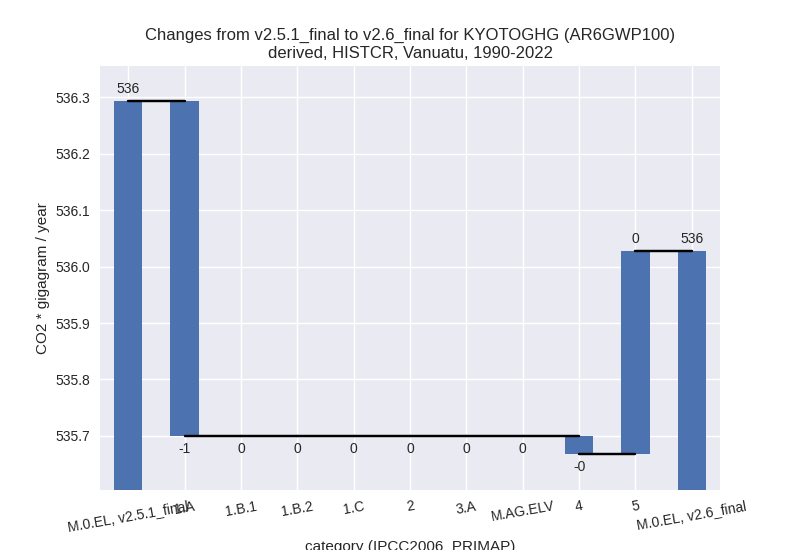 Changes from v2.5.1_final to v2.6_final for KYOTOGHG (AR6GWP100)
derived, HISTCR, Vanuatu, 1990-2022
CO2 * gigagram / year
536.3
536.2
536.1
536.0
535.9
535.8
535.7
536
-1
0
0
0
0
0
0
-0
0
536
M.0.EL, v2.5.1_final
1.A
1.B.1
1.B.2
1.C
2
3.A
M.AG.ELV
4
5
M.0.EL, v2.6_final
category (IPCC2006_PRIMAP)